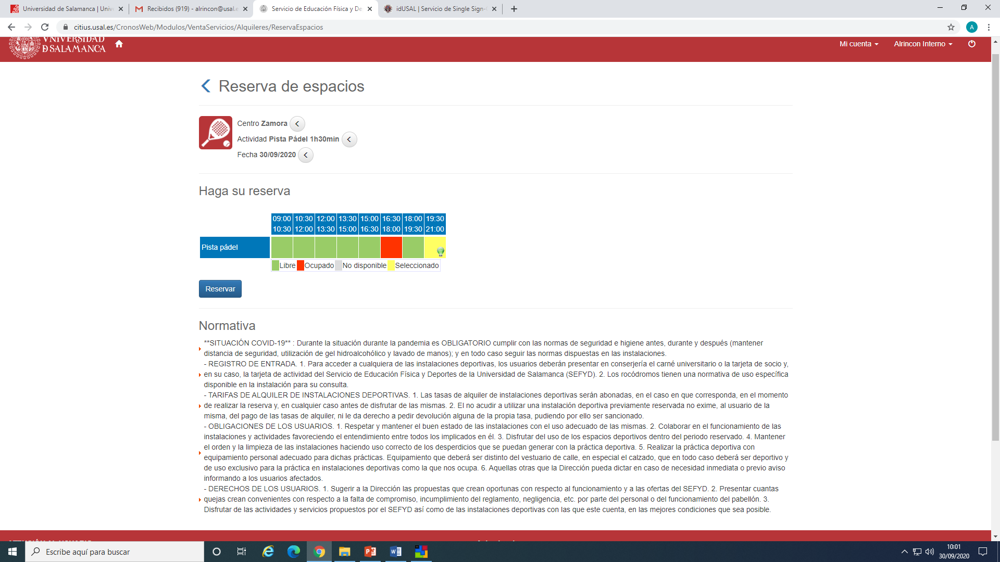 Universidad de Salamanca | Univ
Recibidos (919) - alrincon@usal.e
Servicio de Educación Física y De
idUSAL | Servicio de Single Sign-
citius.usal.es/CronosWeb/Modulos/VentaServicios/Alquileres/ReservaEspacios
A
VNiVERSiDAD
D SALAMANCA
Mi cuenta
Alrincon Interno
Reserva de espacios
Centro Zamora
Actividad Pista Pádel 1h30min
Fecha 30/09/2020
Haga su reserva
09:00 10:30 12:00 13:30 15:00 16:30 18:00 19:30
10:30 12:00 13:30 15:00 16:30 18:00 19:30 21:00
Pista pádel
Libre Ocupado No disponible Seleccionado
Reservar
Normativa
**SITUACIÓN COVID-19** : Durante la situación durante la pandemia es OBLIGATORIO cumplir con las normas de seguridad e higiene antes, durante y después (mantener
distancia de seguridad, utilización de gel hidroalcohólico y lavado de manos); y en todo caso seguir las normas dispuestas en las instalaciones.
- REGISTRO DE ENTRADA. 1. Para acceder a cualquiera de las instalaciones deportivas, los usuarios deberán presentar en conserjería el carné universitario o la tarjeta de socio y,
en su caso, la tarjeta de actividad del Servicio de Educación Física y Deportes de la Universidad de Salamanca (SEFYD). 2. Los rocódromos tienen una normativa de uso específica
disponible en la instalación para su consulta.
- TARIFAS DE ALQUILER DE INSTALACIONES DEPORTIVAS. 1. Las tasas de alquiler de instalaciones deportivas serán abonadas, en el caso en que corresponda, en el momento
de realizar la reserva y, en cualquier caso antes de disfrutar de las mismas. 2. El no acudir a utilizar una instalación deportiva previamente reservada no exime, al usuario de la
misma, del pago de las tasas de alquiler, ni le da derecho a pedir devolución alguna de la propia tasa, pudiendo por ello ser sancionado.
- OBLIGACIONES DE LOS USUARIOS. 1. Respetar y mantener el buen estado de las instalaciones con el uso adecuado de las mismas. 2. Colaborar en el funcionamiento de las
instalaciones y actividades favoreciendo el entendimiento entre todos los implicados en él. 3. Disfrutar del uso de los espacios deportivos dentro del periodo reservado. 4. Mantener
el orden y la limpieza de las instalaciones haciendo uso correcto de los desperdicios que se puedan generar con la práctica deportiva. 5. Realizar la práctica deportiva con
equipamiento personal adecuado para dichas prácticas. Equipamiento que deberá ser distinto del vestuario de calle, en especial el calzado, que en todo caso deberá ser deportivo y
de uso exclusivo para la práctica en instalaciones deportivas como la que nos ocupa. 6. Aquellas otras que la Dirección pueda dictar en caso de necesidad inmediata o previo aviso
informando a los usuarios afectados.
- DERECHOS DE LOS USUARIOS. 1. Sugerir a la Dirección las propuestas que crean oportunas con respecto al funcionamiento y a las ofertas del SEFYD. 2. Presentar cuantas
quejas crean convenientes con respecto a la falta de compromiso, incumplimiento del reglamento, negligencia, etc. por parte del personal o del funcionamiento del pabellón. 3.
Disfrutar de las actividades y servicios propuestos por el SEFYD así como de las instalaciones deportivas con las que este cuenta, en las mejores condiciones que sea posible.
Escribe aquí para buscar
10:01
30/09/2020